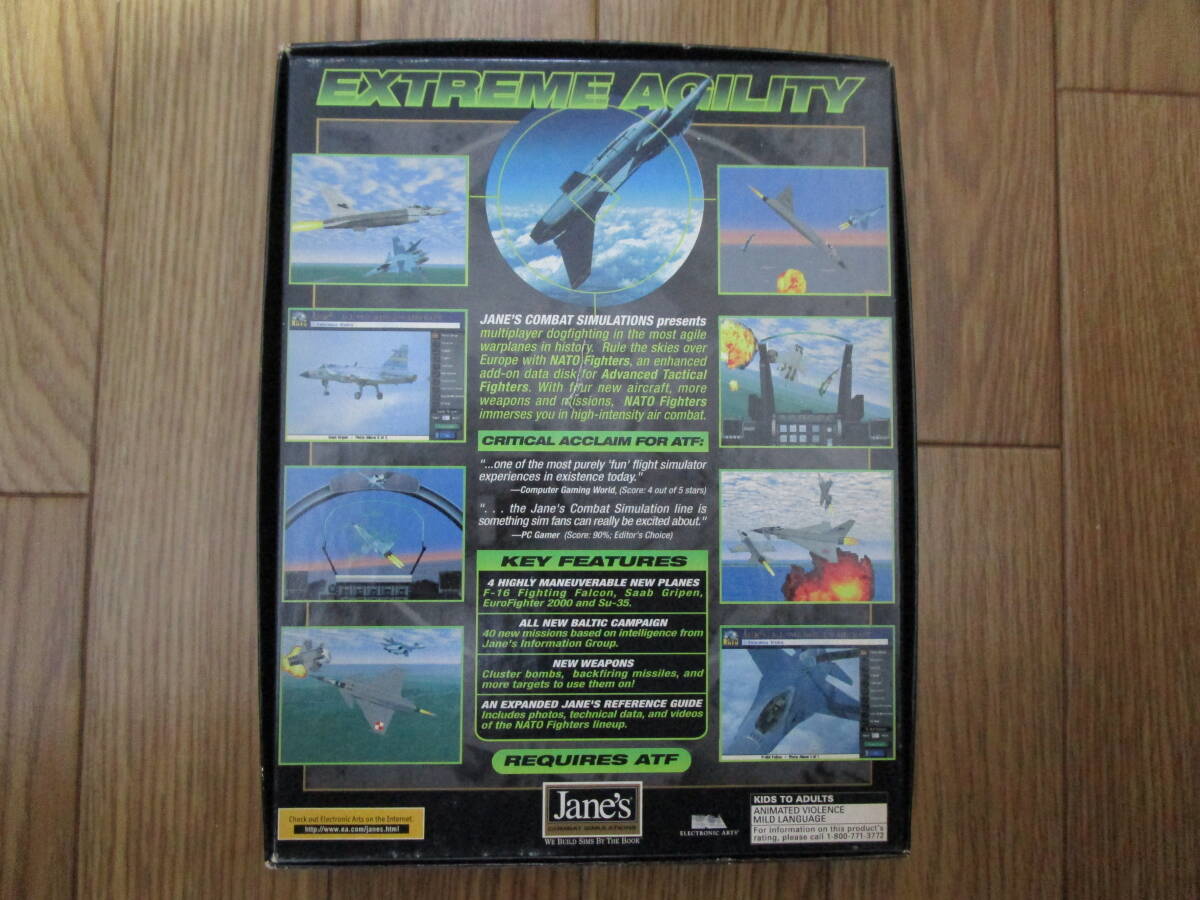 EXTREME AGILITY
JANE'S COMBAT SIMULATIONS presents
multiplayer dogfighting in the most agile
warplanes in history. Rule the skies over
Europe with NATO Fighters, an enhanced
add-on data disk for Advanced Tactical
Fighters. With four new aircraft, more
weapons and missions, NATO Fighters
immerses you in high-intensity air combat.
CRITICAL ACCLAIM FOR ATF:
"...one of the most purely 'fun' flight simulator
experiences in existence today."
—Computer Gaming World, (Score: 4 out of 5 stars)
". . . the Jane's Combat Simulation line is
something sim fans can really be excited about."
—PC Gamer (Score: 90%; Editor's Choice)
KEY FEATURES
4 HIGHLY MANEUVERABLE NEW PLANES
F-16 Fighting Falcon, Saab Gripen,
EuroFighter 2000 and Su-35.
ALL NEW BALTIC CAMPAIGN
40 new missions based on intelligence from
Jane's Information Group.
NEW WEAPONS
Cluster bombs, backfiring missiles, and
more targets to use them on!
AN EXPANDED JANE'S REFERENCE GUIDE
Includes photos, technical data, and videos
of the NATO Fighters lineup.
REQUIRES ATF
Check out Electronic Arts on the Internet.
http://www.ea.com/janes.html
Jane's
COMBAT SIMULATIONS
WE BUILD SIMS BY THE BOOK
ELECTRONIC ARTS
KIDS TO ADULTS
ANIMATED VIOLENCE
MILD LANGUAGE
For information on this product's
rating, please call 1-800-771-3772